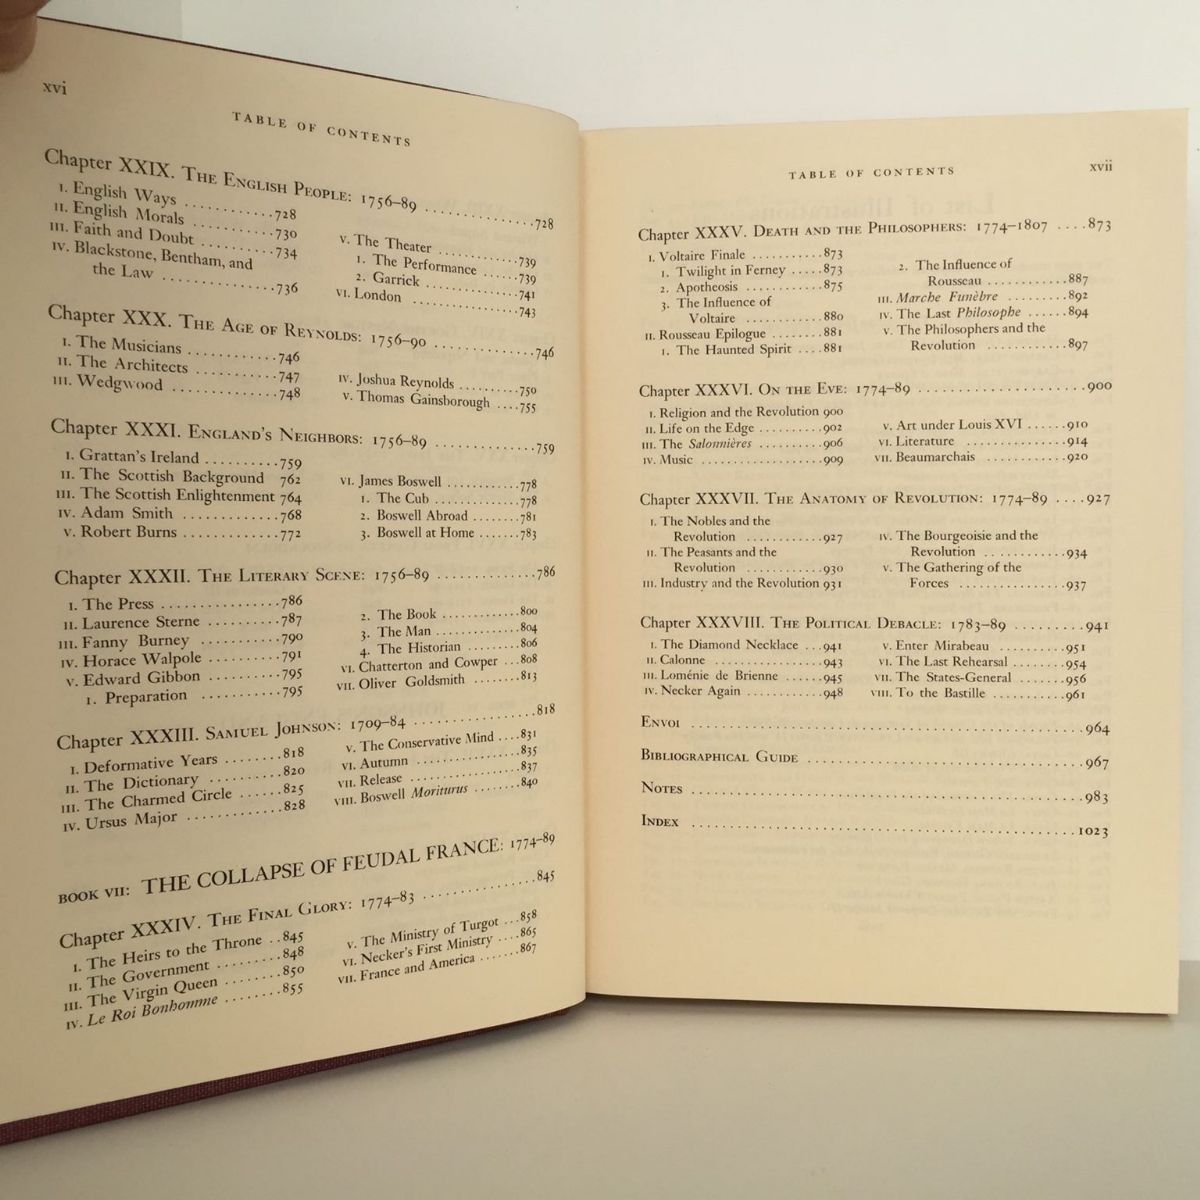 xvi
TABLE OF CONTENTS
Chapter XXIX. THE ENGLISH PEOPLE: 1756–89 ..............728
I. English Ways ..........728
II. English Morals .........730
III. Faith and Doubt ........734
IV. Blackstone, Bentham, and
the Law ..............736
V. The Theater ..........739
1. The Performance ......739
2. Garrick ............741
VI. London ............743
Chapter XXX. THE AGE OF REYNOLDS: 1756–90 .............746
I. The Musicians ..........746
II. The Architects ..........747
III. Wedgwood ............748
IV. Joshua Reynolds ........750
V. Thomas Gainsborough ....755
Chapter XXXI. ENGLAND'S NEIGHBORS: 1756–89 ..............759
I. Grattan's Ireland ..........759
II. The Scottish Background 762
III. The Scottish Enlightenment 764
IV. Adam Smith .............768
V. Robert Burns .............772
VI. James Boswell ..........778
1. The Cub ...........778
2. Boswell Abroad ........781
3. Boswell at Home .......783
Chapter XXXII. THE LITERARY SCENE: 1756–89 .............786
I. The Press ................786
II. Laurence Sterne ..........787
III. Fanny Burney ...........790
IV. Horace Walpole ..........791
V. Edward Gibbon ...........795
1. Preparation ............795
2. The Book ...........800
3. The Man ...........804
4. The Historian ........806
VI. Chatterton and Cowper ...808
VII. Oliver Goldsmith ........813
Chapter XXXIII. SAMUEL JOHNSON: 1709–84 ................818
I. Deformative Years ........818
II. The Dictionary ..........820
III. The Charmed Circle ......825
IV. Ursus Major ............828
V. The Conservative Mind ....831
VI. Autumn .............835
VII. Release .............837
VIII. Boswell Moriturus ........840
BOOK VII: THE COLLAPSE OF FEUDAL FRANCE: 1774–89
Chapter XXXIV. THE FINAL GLORY: 1774–83 ...............845
I. The Heirs to the Throne ..845
II. The Government .........848
III. The Virgin Queen ........850
IV. Le Roi Bonhomme ........855
V. The Ministry of Turgot ...858
VI. Necker's First Ministry ....865
VII. France and America .......867
TABLE OF CONTENTS
xvii
Chapter XXXV. DEATH AND THE PHILOSOPHERS: 1774–1807 ....873
I. Voltaire Finale ...........873
1. Twilight in Ferney .....873
2. Apotheosis ............875
3. The Influence of
Voltaire .............880
II. Rousseau Epilogue ........881
1. The Haunted Spirit ....881
2. The Influence of
Rousseau ............887
III. Marche Funèbre .........892
IV. The Last Philosophe ......894
V. The Philosophers and the
Revolution ............897
Chapter XXXVI. ON THE EVE: 1774–89 ......................900
I. Religion and the Revolution 900
II. Life on the Edge ..........902
III. The Salonnières ..........906
IV. Music ..................909
V. Art under Louis XVI ......910
VI. Literature ..............914
VII. Beaumarchais ............920
Chapter XXXVII. THE ANATOMY OF REVOLUTION: 1774–89 ....927
I. The Nobles and the
Revolution ...........927
II. The Peasants and the
Revolution ...........930
III. Industry and the Revolution 931
IV. The Bourgeoisie and the
Revolution ...........934
V. The Gathering of the
Forces ..............937
Chapter XXXVIII. THE POLITICAL DEBACLE: 1783–89 .........941
I. The Diamond Necklace ...941
II. Calonne ................943
III. Loménie de Brienne ......945
IV. Necker Again ...........948
V. Enter Mirabeau ..........951
VI. The Last Rehearsal .......954
VII. The States-General .......956
VIII. To the Bastille ...........961
ENVOI ..................................................964
BIBLIOGRAPHICAL GUIDE ..................................967
NOTES ..................................................983
INDEX .................................................1023